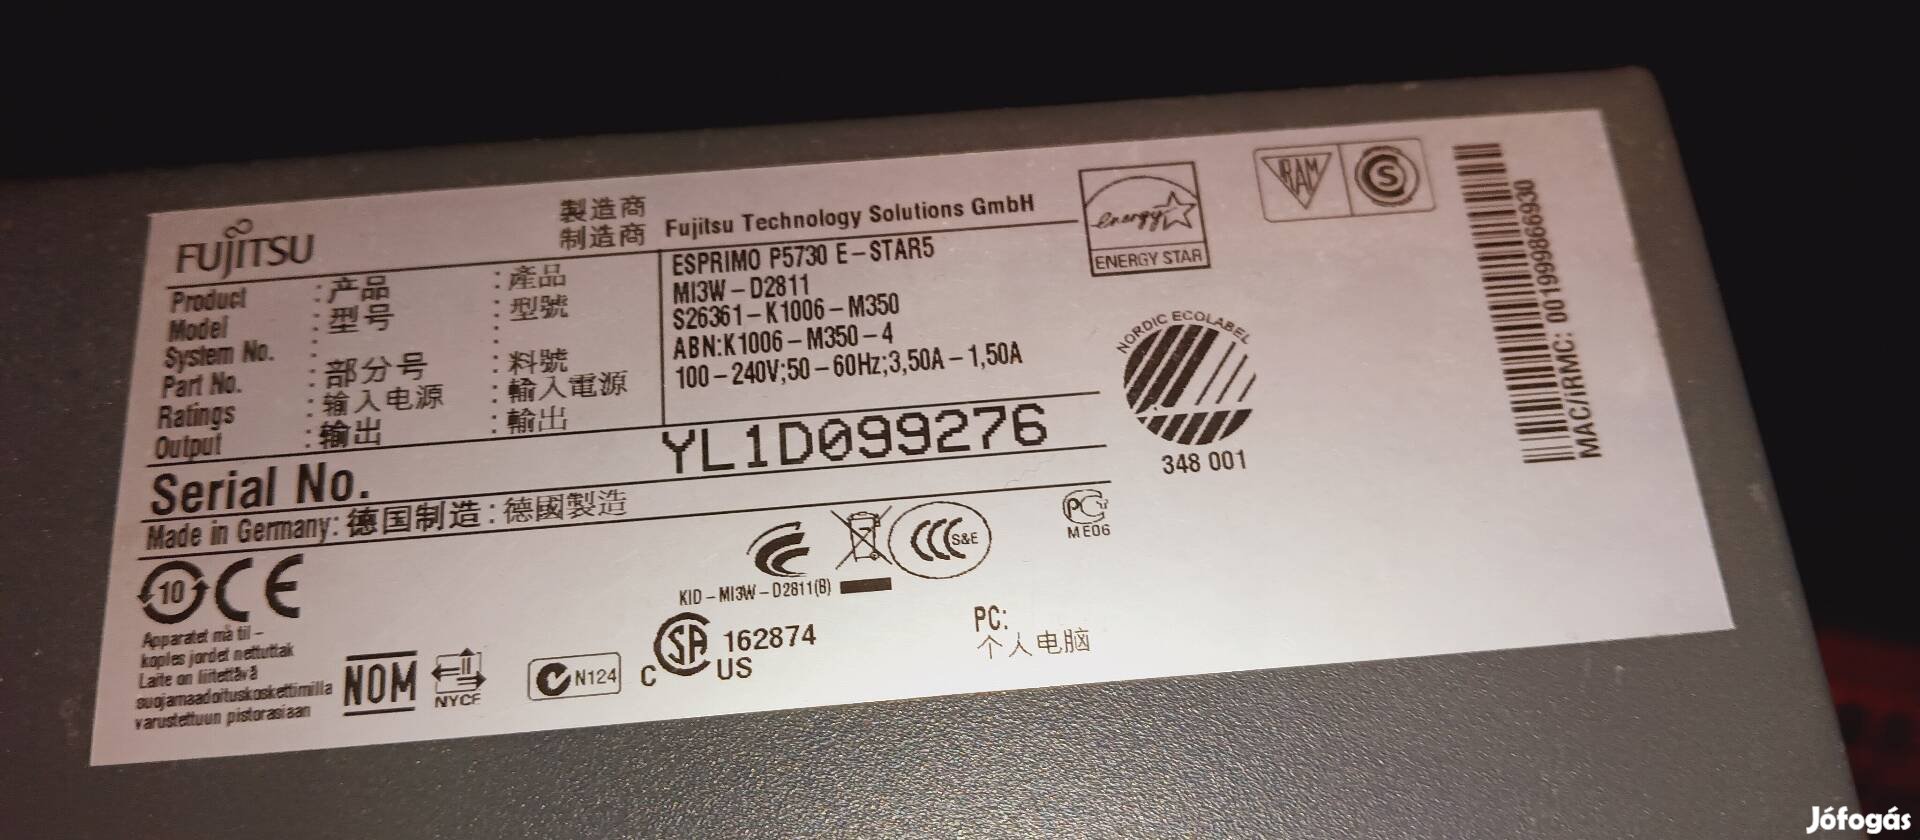 FUJITSU
製造商
制造商
Fujitsu Technology Solutions GmbH
Product :产品 :產品
Model :型号 :型號
System No. : :
Part No. :部分号 :料號
Ratings :输入电源 :輸入電源
Output :输出 :輸出
ESPRIMO P5730 E-STAR5
MI3W-D2811
S26361-K1006-M350
ABN:K1006-M350-4
100-240V;50-60Hz;3,50A-1,50A
Serial No. YL1D099276
Made in Germany: 德国制造 : 德國製造
energy
ENERGY STAR
RAM S
NORDIC ECOLABEL
348 001
MAC/iRMC: 001999866930
10 CE
Apparatet må til-
koples jordet nettuttak
Laite on liitettävä
suojamaadoituskoskettimilla
varustettuun pistorasiaan
NOM
NYCE
N124
KID-MI3W-D2811(B)
CCC S&E
PG
ME06
C SA US
162874
PC:
个人电脑
Jófogás